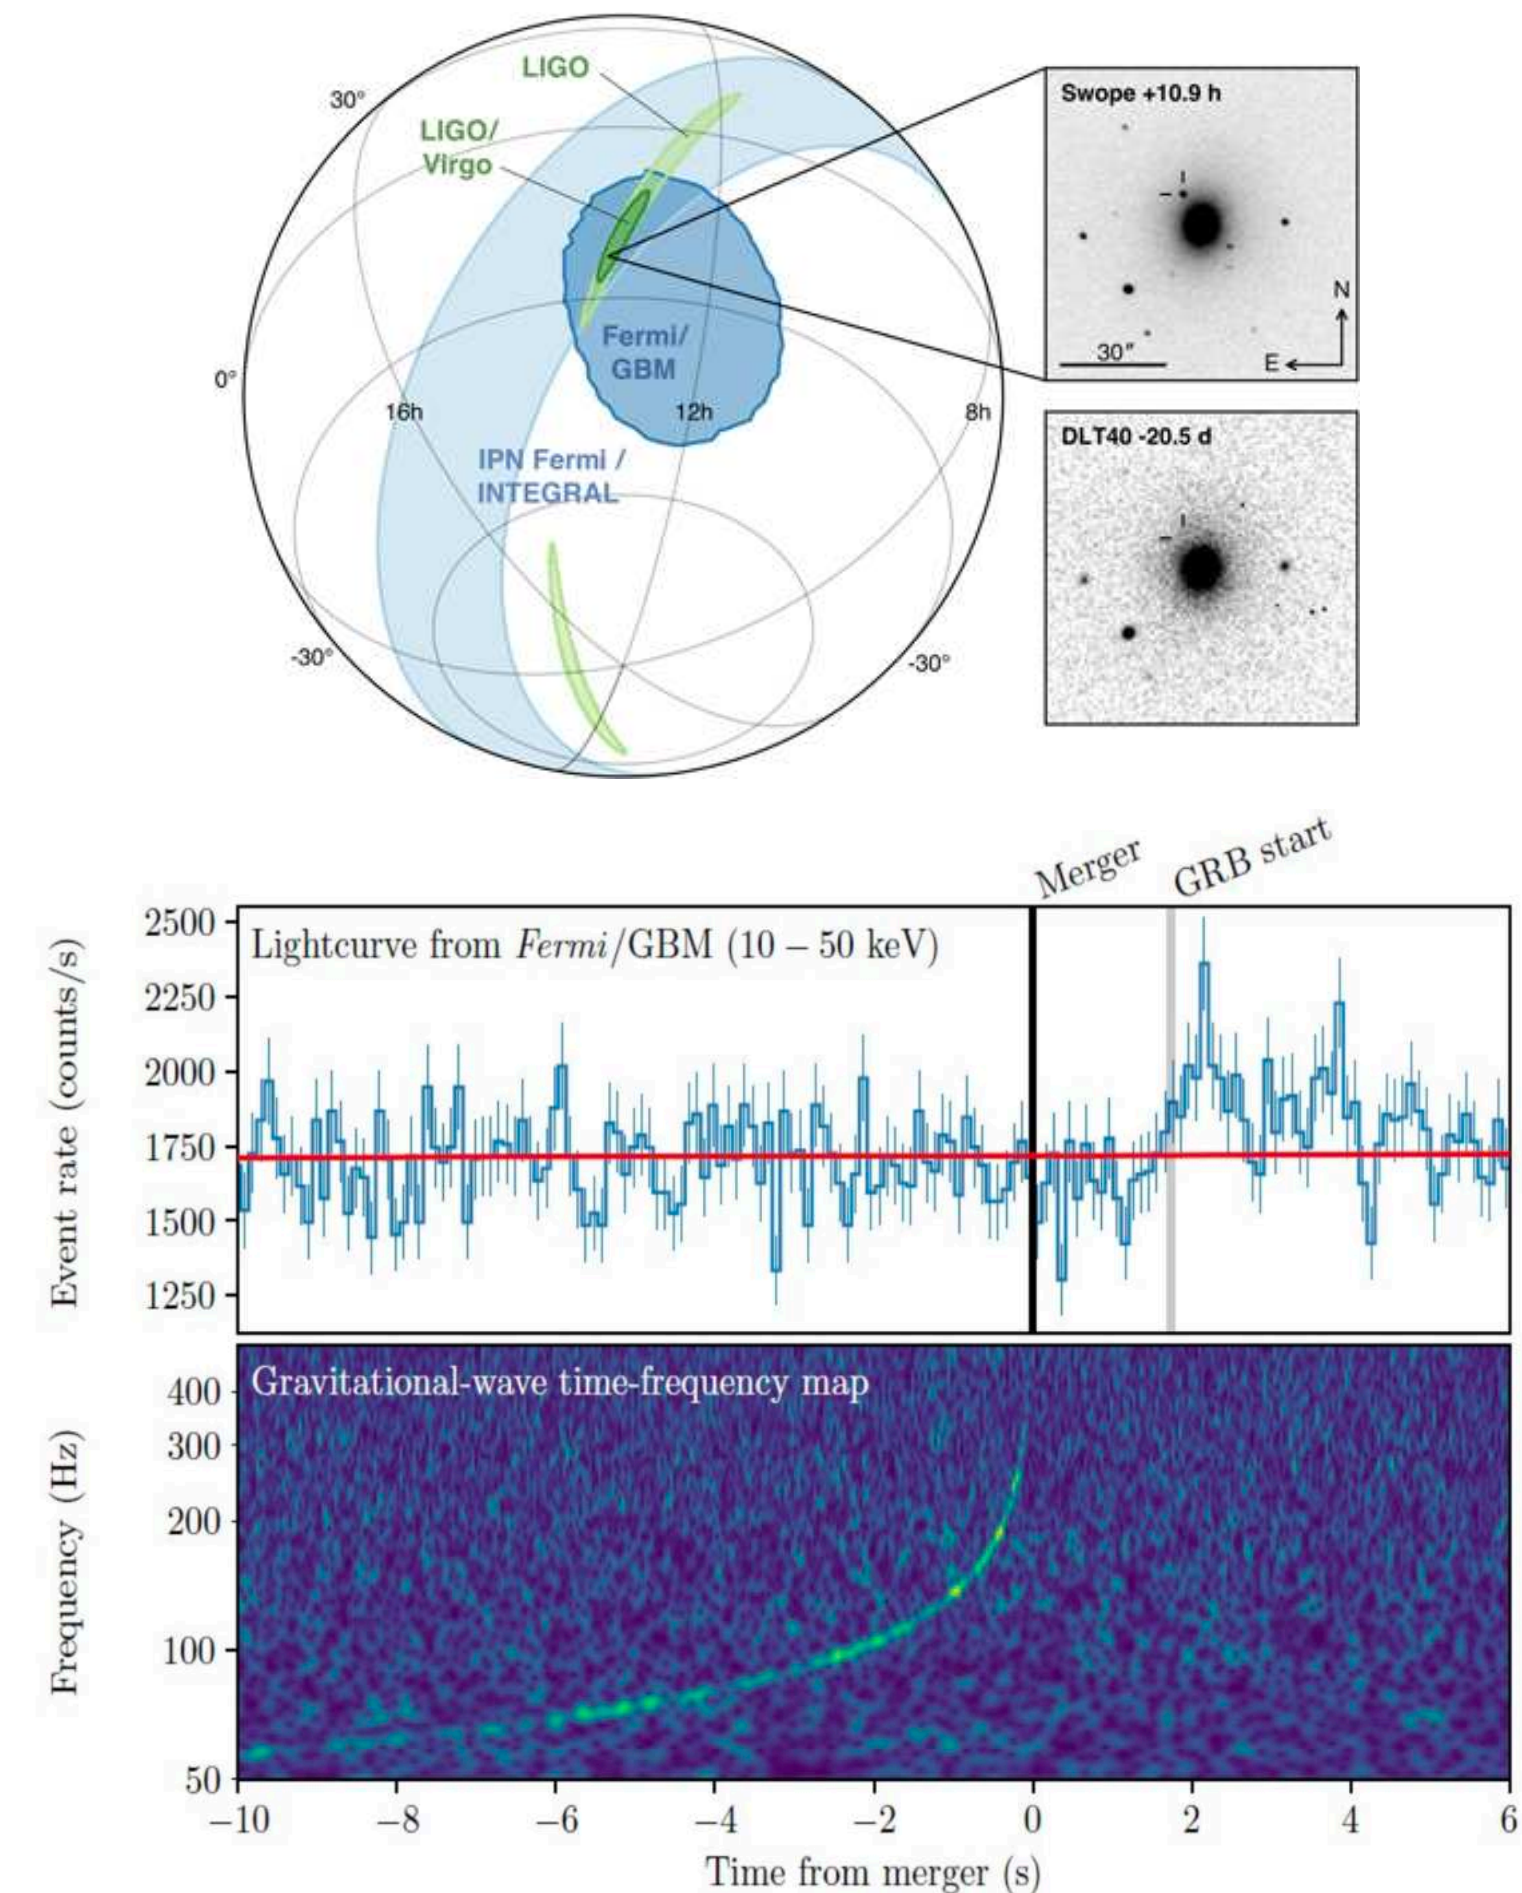 LIGO
30°
LIGO/
Virgo
Fermi/
GBM
0°
16h
12h
8h
IPN Fermi /
INTEGRAL
-30°
-30°
Swope +10.9 h
N
30"
E
DLT40 -20.5 d
Merger
GRB start
Lightcurve from Fermi/GBM (10 – 50 keV)
Event rate (counts/s)
2500
2250
2000
1750
1500
1250
Gravitational-wave time-frequency map
Frequency (Hz)
400
300
200
100
50
−10
−8
−6
−4
−2
0
2
4
6
Time from merger (s)